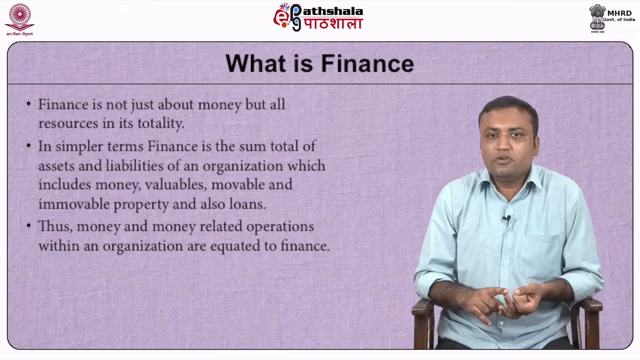 Pathshala
पाठशाला
MHRD
Govt. of India
What is Finance
• Finance is not just about money but all
resources in its totality.
• In simpler terms Finance is the sum total of
assets and liabilities of an organization which
includes money, valuables, movable and
immovable property and also loans.
• Thus, money and money related operations
within an organization are equated to finance.